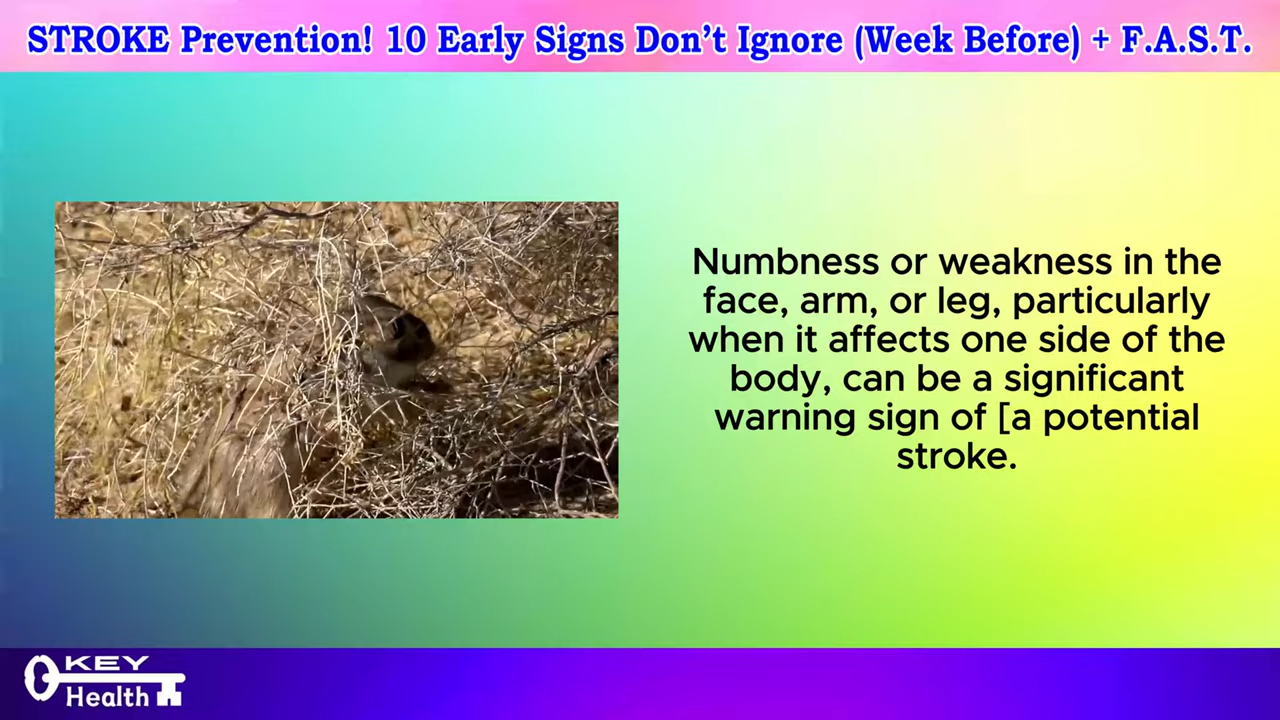 STROKE Prevention! 10 Early Signs Don’t Ignore (Week Before) + F.A.S.T.
Numbness or weakness in the
face, arm, or leg, particularly
when it affects one side of the
body, can be a significant
warning sign of [a potential
stroke.
KEY
Health